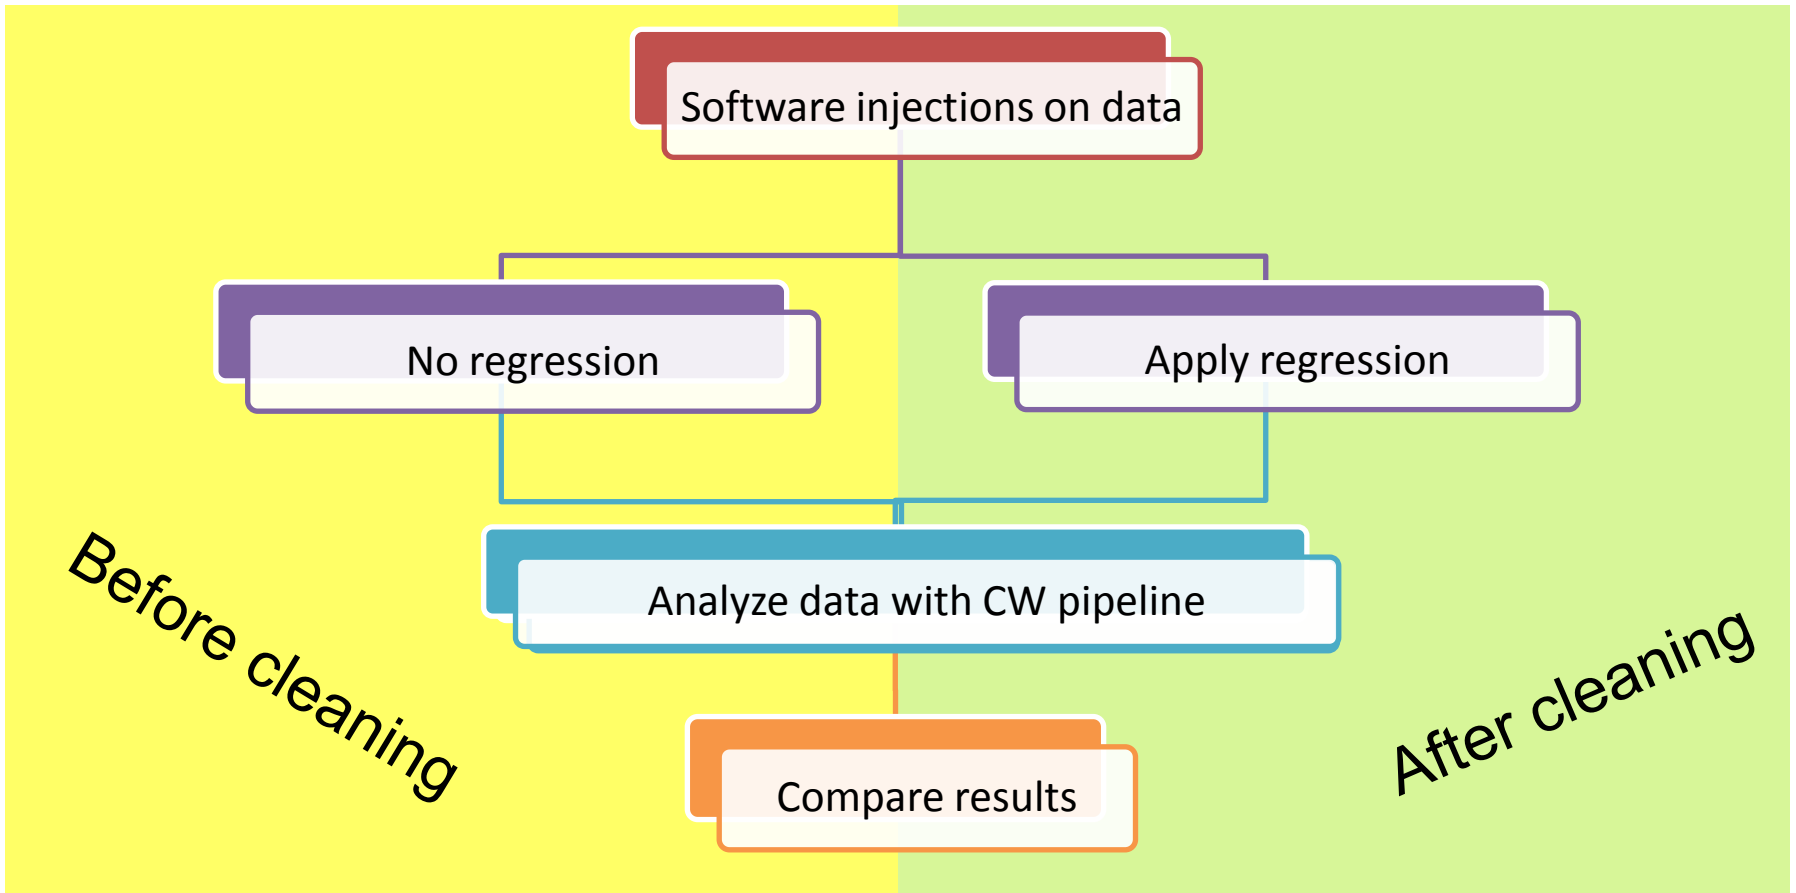 Software injections on data
No regression
Apply regression
Analyze data with CW pipeline
Before cleaning
After cleaning
Compare results